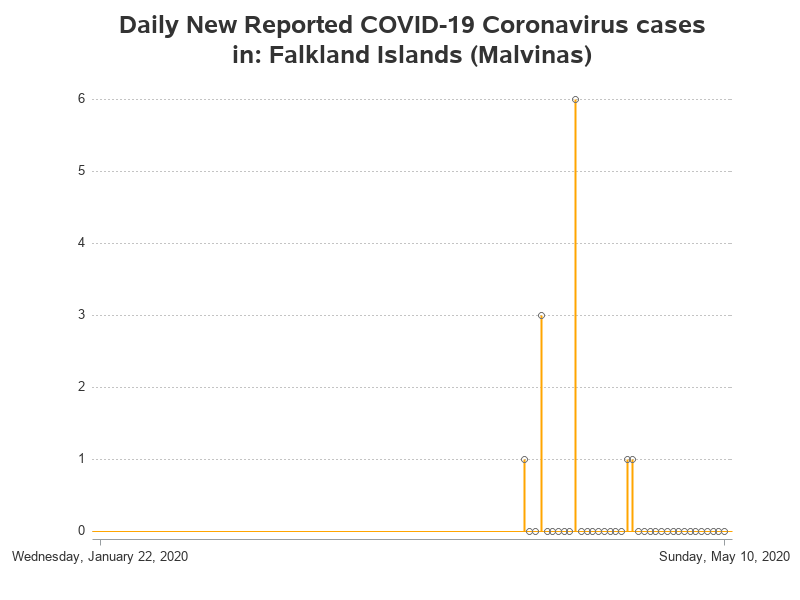 Daily New Reported COVID-19 Coronavirus cases
in: Falkland Islands (Malvinas)
6
5
4
3
2
1
0
Wednesday, January 22, 2020
Sunday, May 10, 2020